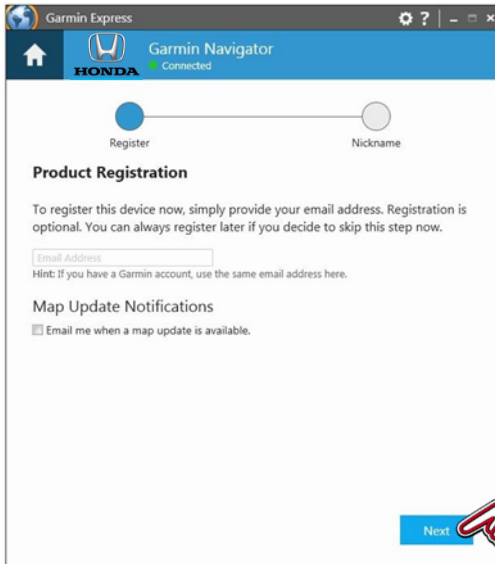 Garmin Express
?
HONDA
Garmin Navigator
Connected
Register
Nickname
Product Registration
To register this device now, simply provide your email address. Registration is
optional. You can always register later if you decide to skip this step now.
Email Address
Hint: If you have a Garmin account, use the same email address here.
Map Update Notifications
Email me when a map update is available.
Next